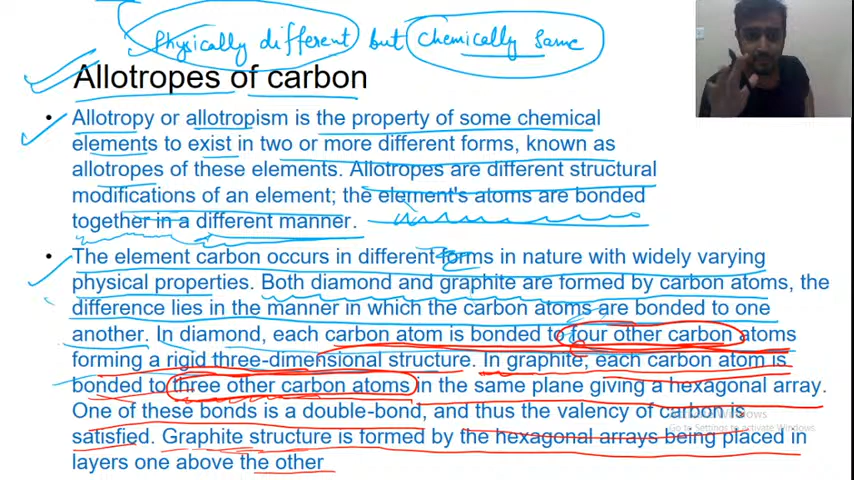 Physically different but chemically same
Allotropes of carbon
• Allotropy or allotropism is the property of some chemical
elements to exist in two or more different forms, known as
allotropes of these elements. Allotropes are different structural
modifications of an element; the element's atoms are bonded
together in a different manner.
• The element carbon occurs in different forms in nature with widely varying
physical properties. Both diamond and graphite are formed by carbon atoms, the
difference lies in the manner in which the carbon atoms are bonded to one
another. In diamond, each carbon atom is bonded to four other carbon atoms
forming a rigid three-dimensional structure. In graphite, each carbon atom is
bonded to three other carbon atoms in the same plane giving a hexagonal array.
One of these bonds is a double-bond, and thus the valency of carbon is
satisfied. Graphite structure is formed by the hexagonal arrays being placed in
layers one above the other
Activate Windows
Go to Settings to activate Windows